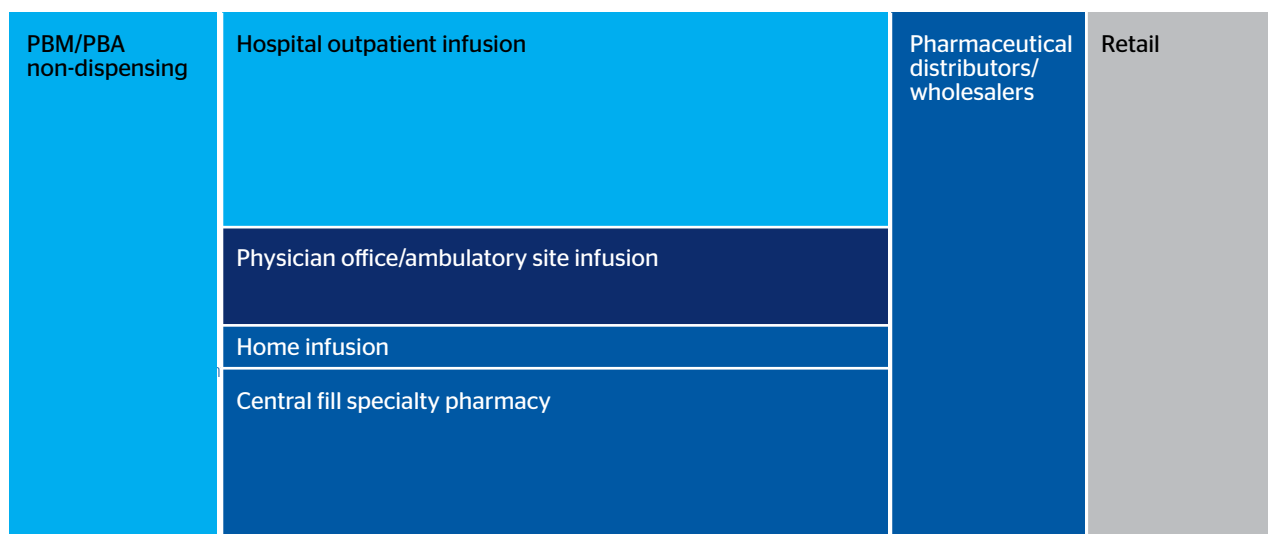 PBM/PBA
non-dispensing
Hospital outpatient infusion
Physician office/ambulatory site infusion
Home infusion
Central fill specialty pharmacy
Pharmaceutical
distributors/
wholesalers
Retail